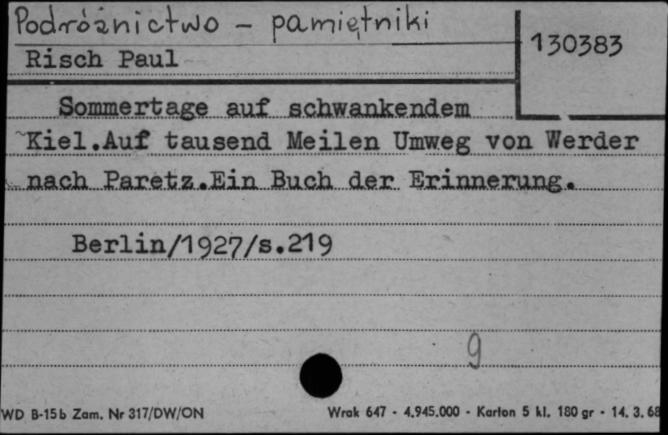 Podróżnictwo - pamiętniki
130383
Risch Paul
Sommertage auf schwankendem
Kiel.Auf tausend Meilen Umweg von Werder
nach Paretz.Ein Buch der Erinnerung.
Berlin/1927/s.219
9
WD B-15b Zam. Nr 317/DW/ON
Wrak 647 - 4.945.000 - Karton 5 kl. 180 gr - 14. 3. 68